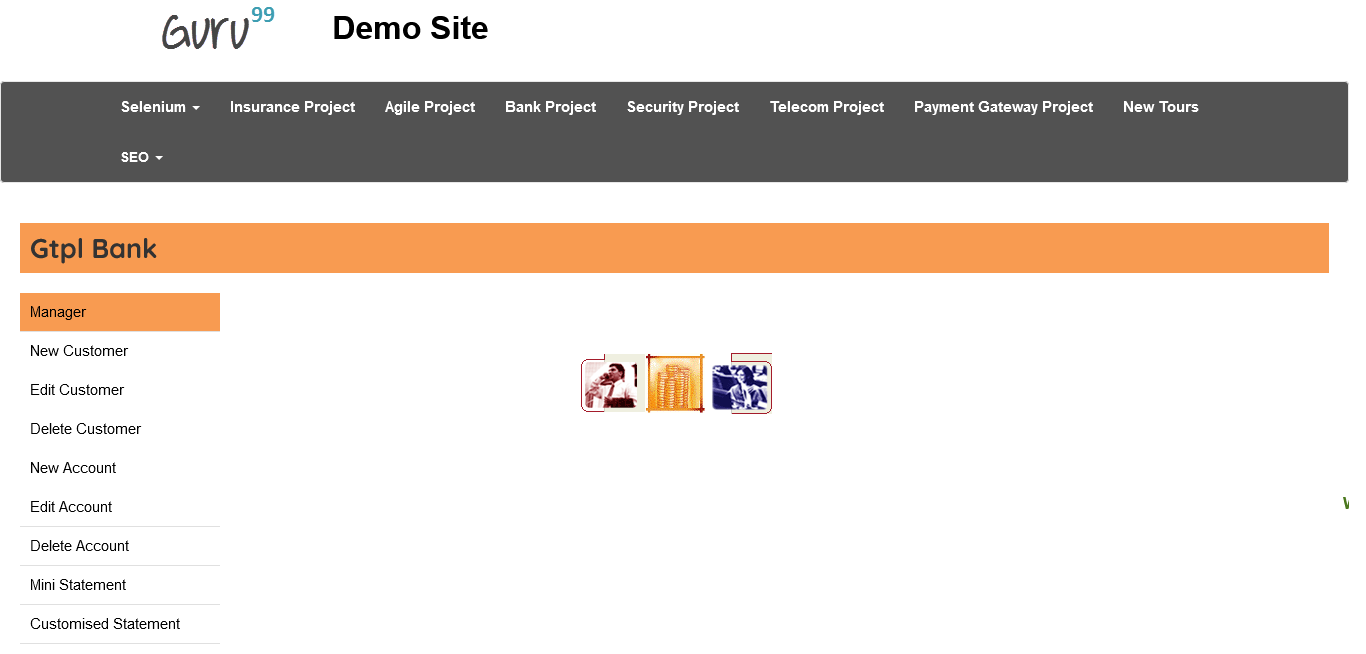 Guru99 Demo Site
Selenium Insurance Project Agile Project Bank Project Security Project Telecom Project Payment Gateway Project New Tours
SEO
Gtpl Bank
Manager
New Customer
Edit Customer
Delete Customer
New Account
Edit Account
Delete Account
Mini Statement
Customised Statement